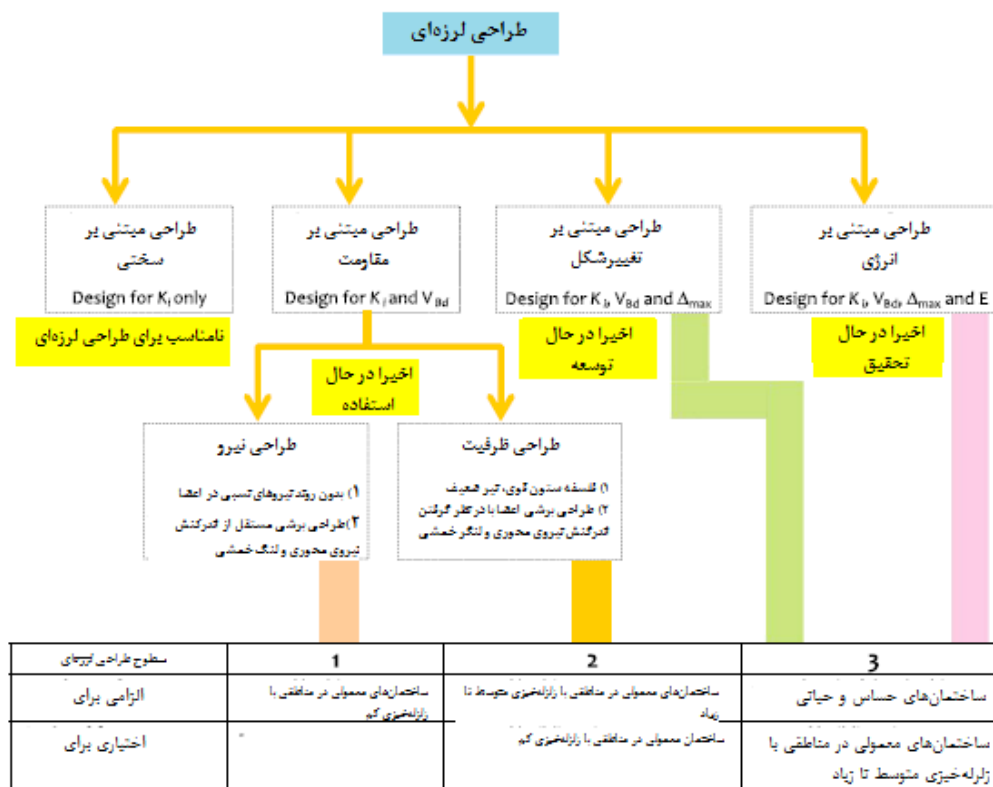 طراحی لرزه‌ای
طراحی مبتنی بر
سختی
Design for Ki only
نامناسب برای طراحی لرزه‌ای
طراحی مبتنی بر
مقاومت
Design for Ki and VBd
اخیرا در حال
استفاده
طراحی مبتنی بر
تغییرشکل
Design for Ki, VBd and Δmax
اخیرا در حال
توسعه
طراحی مبتنی بر
انرژی
Design for Ki, VBd, Δmax and E
اخیرا در حال
تحقیق
طراحی نیرو
۱) بدون روند نیروهای نسبی در اعضا
۲) طراحی برشی مستقل از اندرکنش
نیروی محوری و لنگ خمشی
طراحی ظرفیت
۱) فلسفه ستون قوی، تیر ضعیف
۲) طراحی برشی اعضا با در نظر گرفتن
اندرکنش نیروی محوری و لنگر خمشی
سطوح طراحی لرزه‌ای
1
2
3
الزامی برای
ساختمان‌های معمولی در مناطقی با
زلزله‌خیزی کم
ساختمان‌های معمولی در مناطقی با زلزله‌خیزی متوسط تا
زیاد
ساختمان‌های حساس و حیاتی
اختیاری برای
ساختمان معمولی در مناطقی با زلزله‌خیزی کم
ساختمان‌های معمولی در مناطقی با
زلزله‌خیزی متوسط تا زیاد